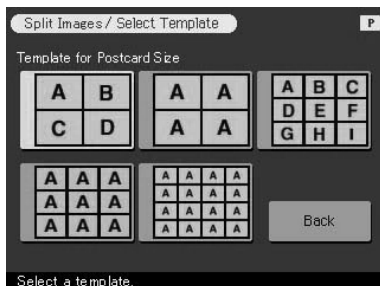 Split Images / Select Template
P
Template for Postcard Size
A B
C D
A A
A A
A B C
D E F
G H I
A A A
A A A
A A A
A A A A
A A A A
A A A A
A A A A
Back
Select a template.